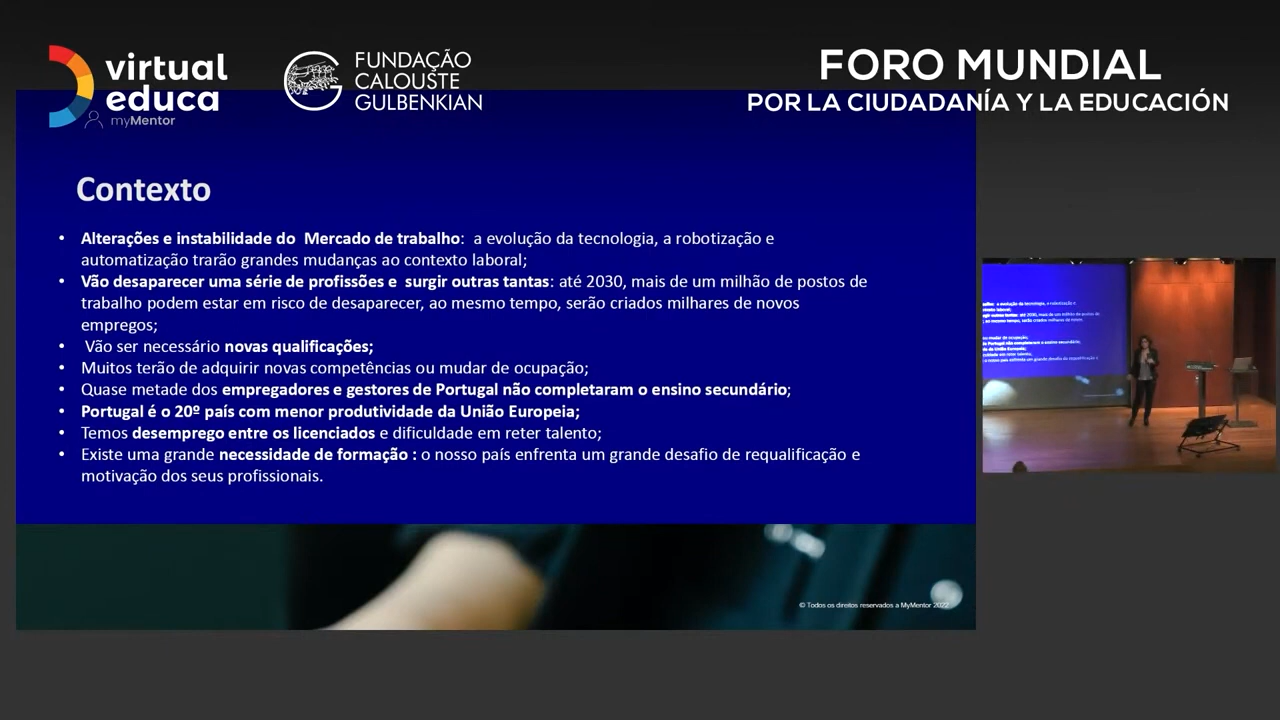 virtual
educa
myMentor
FUNDAÇÃO
CALOUSTE
GULBENKIAN
FORO MUNDIAL
POR LA CIUDADANÍA Y LA EDUCACIÓN
Contexto
• Alterações e instabilidade do Mercado de trabalho: a evolução da tecnologia, a robotização e
automatização trarão grandes mudanças ao contexto laboral;
• Vão desaparecer uma série de profissões e surgir outras tantas: até 2030, mais de um milhão de postos de
trabalho podem estar em risco de desaparecer, ao mesmo tempo, serão criados milhares de novos
empregos;
• Vão ser necessário novas qualificações;
• Muitos terão de adquirir novas competências ou mudar de ocupação;
• Quase metade dos empregadores e gestores de Portugal não completaram o ensino secundário;
• Portugal é o 20º país com menor produtividade da União Europeia;
• Temos desemprego entre os licenciados e dificuldade em reter talento;
• Existe uma grande necessidade de formação : o nosso país enfrenta um grande desafio de requalificação e
motivação dos seus profissionais.
© Todos os direitos reservados a MyMentor 2022